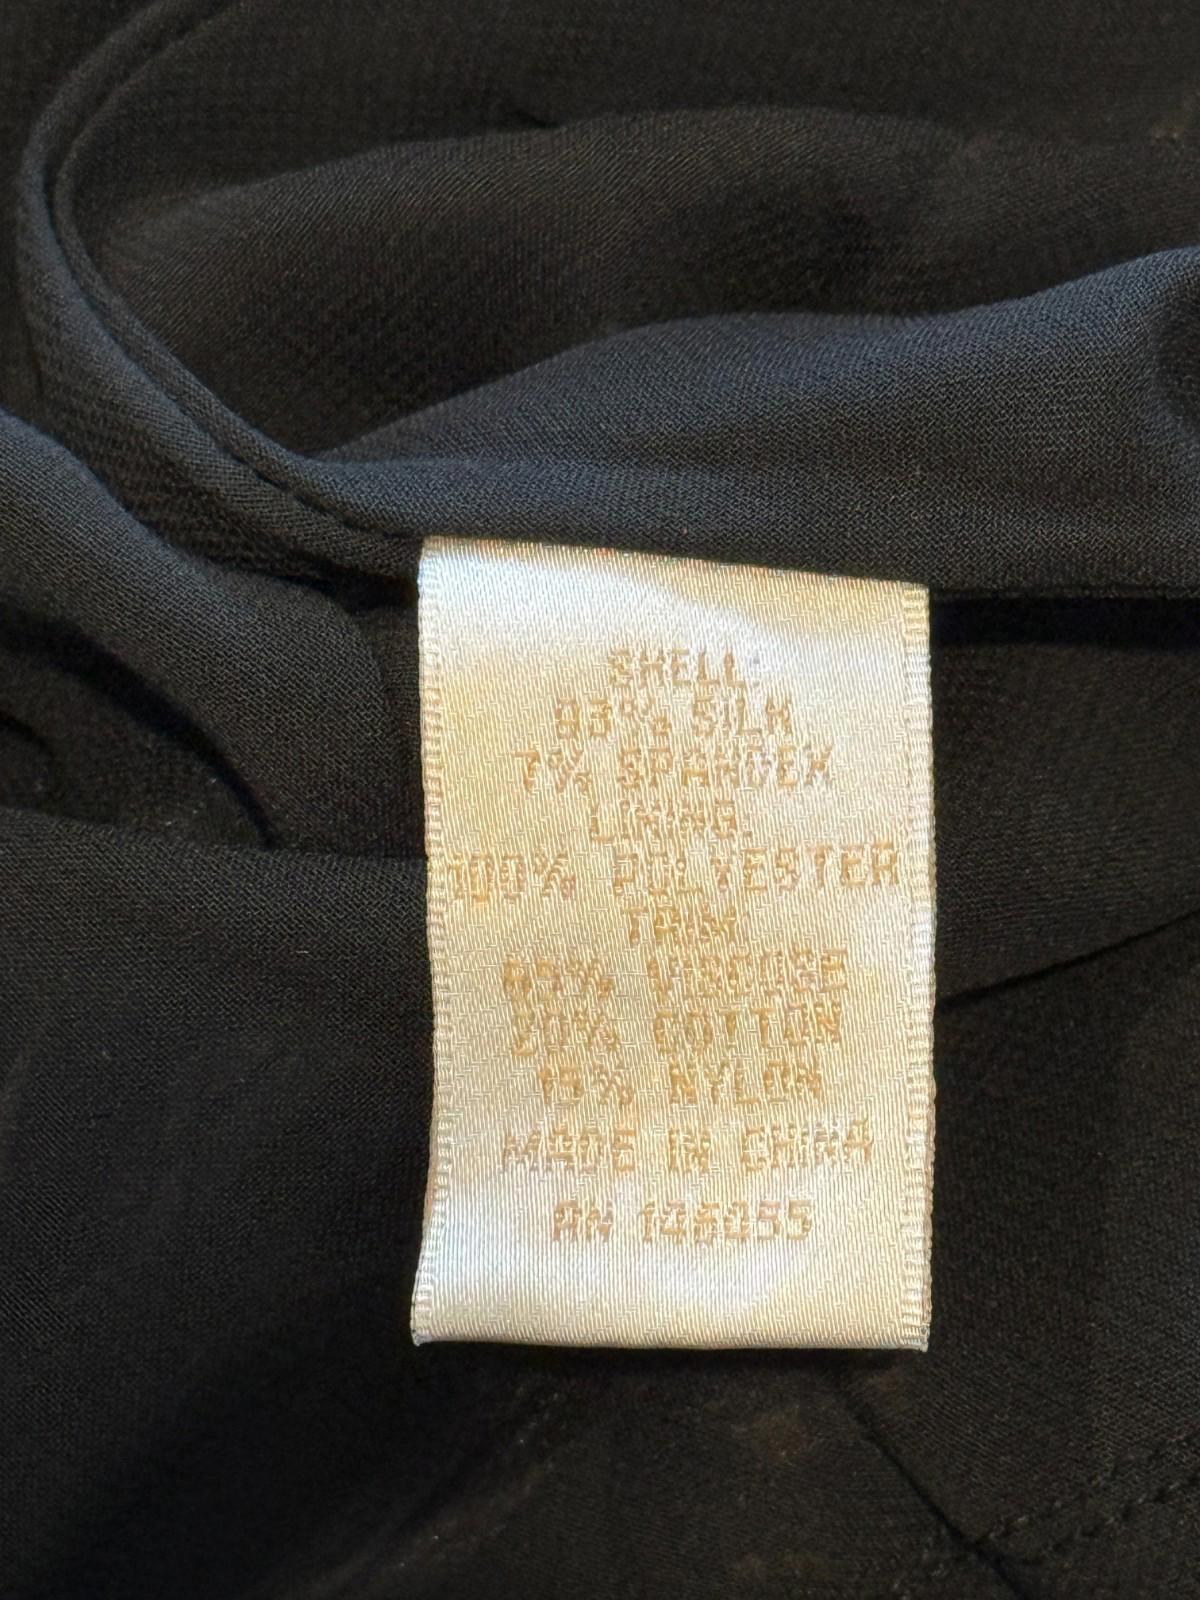 SHELL:
93% SILK
7% SPANDEX
LINING:
100% POLYESTER
TRIM:
65% VISCOSE
20% COTTON
15% NYLON
MADE IN CHINA
RN